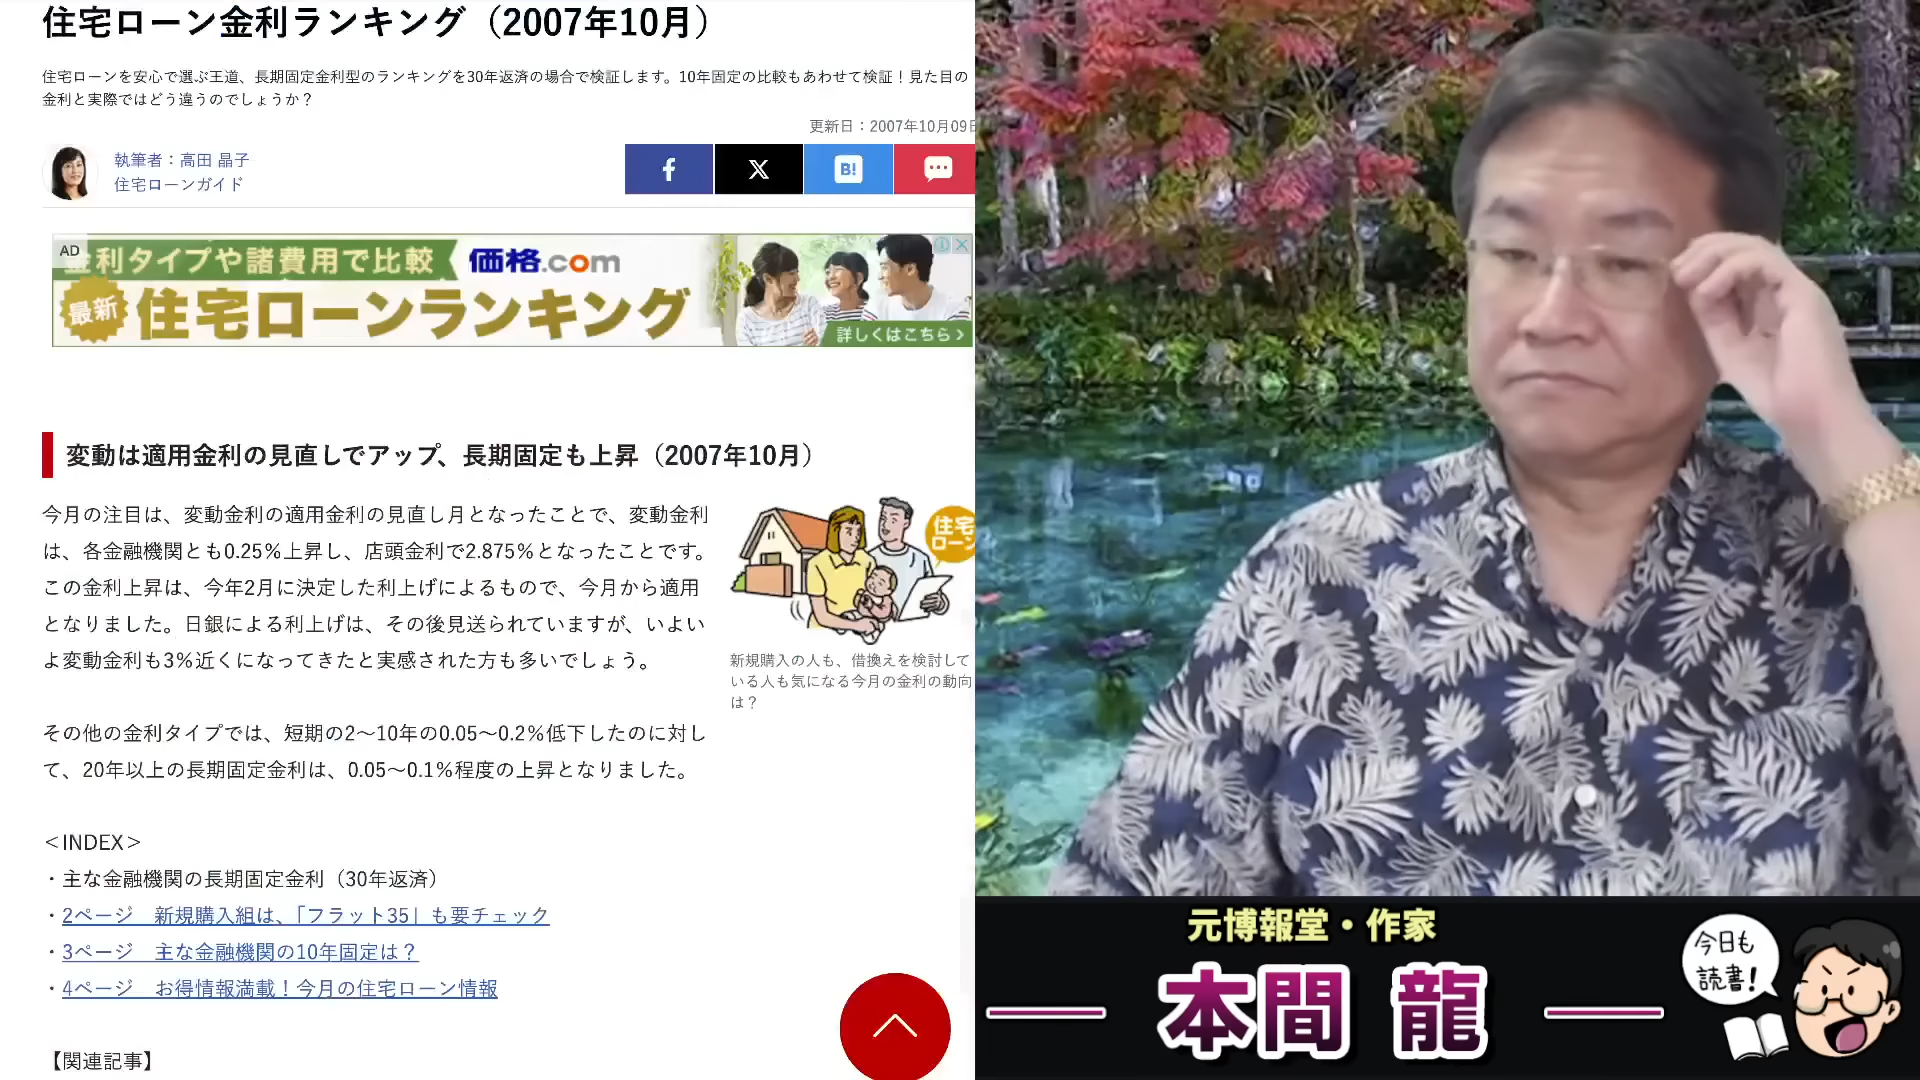 住宅ローン金利ランキング（2007年10月）
住宅ローンを安心で選ぶ王道、長期固定金利型のランキングを30年返済の場合で検証します。10年固定の比較もあわせて検証！見た目の
金利と実際ではどう違うのでしょうか？
更新日：2007年10月09日
執筆者：高田 晶子
住宅ローンガイド
B!
AD
金利タイプや諸費用で比較 価格.com
最新 住宅ローンランキング
詳しくはこちら
変動は適用金利の見直しでアップ、長期固定も上昇（2007年10月）
今月の注目は、変動金利の適用金利の見直し月となったことで、変動金利
は、各金融機関とも0.25％上昇し、店頭金利で2.875％となったことです。
この金利上昇は、今年2月に決定した利上げによるもので、今月から適用
となりました。日銀による利上げは、その後見送られていますが、いよい
よ変動金利も3％近くになってきたと実感された方も多いでしょう。
住宅
ローン
新規購入の人も、借換えを検討して
いる人も気になる今月の金利の動向
は？
その他の金利タイプでは、短期の2～10年の0.05～0.2％低下したのに対し
て、20年以上の長期固定金利は、0.05～0.1％程度の上昇となりました。
＜INDEX＞
・主な金融機関の長期固定金利（30年返済）
・2ページ　新規購入組は、「フラット35」も要チェック
・3ページ　主な金融機関の10年固定は？
・4ページ　お得情報満載！今月の住宅ローン情報
【関連記事】
元博報堂・作家
本間 龍
今日も
読書！